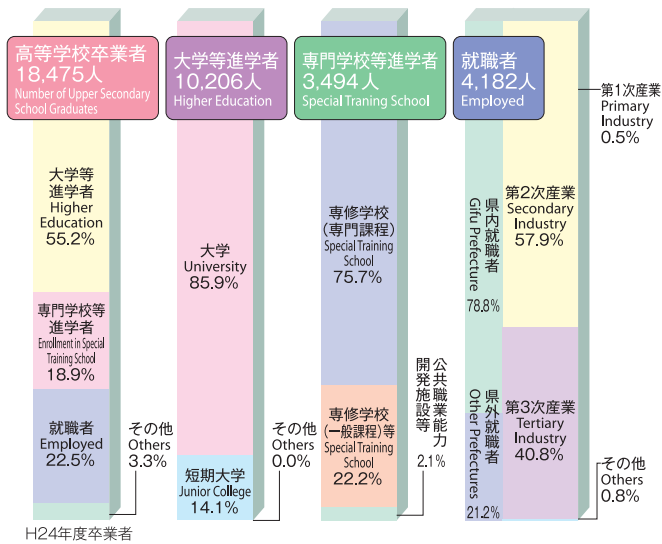 高等学校卒業者
18,475人
Number of Upper Secondary
School Graduates
大学等
進学者
Higher
Education
55.2%
専門学校等
進学者
Enrollment in Special
Training School
18.9%
就職者
Employed
22.5%
その他
Others
3.3%
大学等進学者
10,206人
Higher Education
大学
University
85.9%
短期大学
Junior College
14.1%
その他
Others
0.0%
専門学校等進学者
3,494人
Special Traning School
専修学校
(専門課程)
Special Training
School
75.7%
専修学校
(一般課程)等
Special Training
School
22.2%
公共職業能力
開発施設等
2.1%
就職者
4,182人
Employed
県内就職者
Gifu Prefecture
78.8%
県外就職者
Other Prefectures
21.2%
第1次産業
Primary
Industry
0.5%
第2次産業
Secondary
Industry
57.9%
第3次産業
Tertiary
Industry
40.8%
その他
Others
0.8%
H24年度卒業者